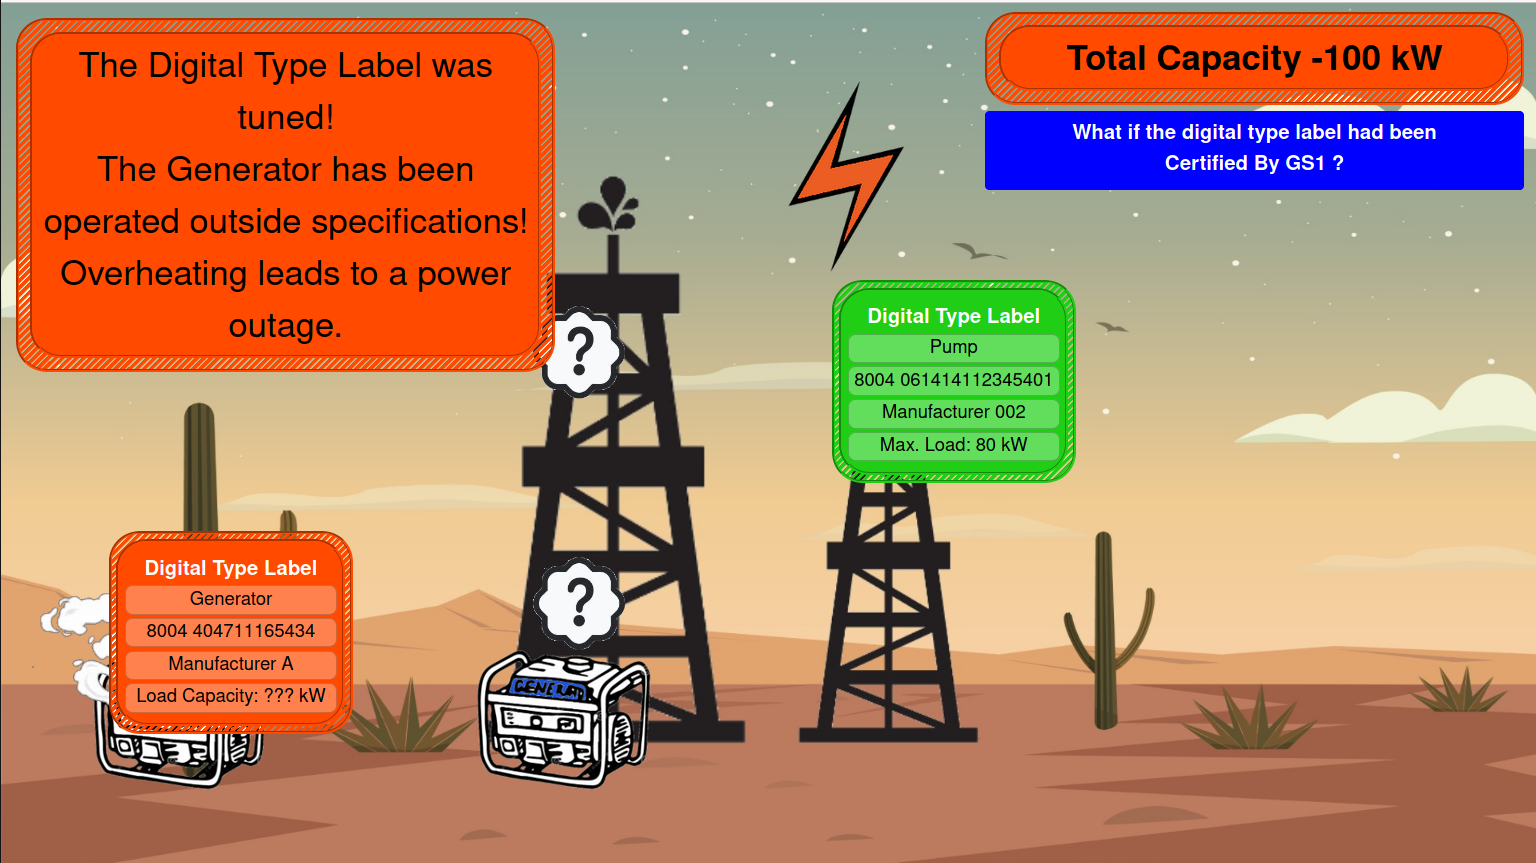 The Digital Type Label was
tuned!
The Generator has been
operated outside specifications!
Overheating leads to a power
outage.
Total Capacity -100 kW
What if the digital type label had been
Certified By GS1 ?
?
Digital Type Label
Pump
8004 061414112345401
Manufacturer 002
Max. Load: 80 kW
Digital Type Label
Generator
8004 404711165434
Manufacturer A
Load Capacity: ??? kW
?
GENERAT